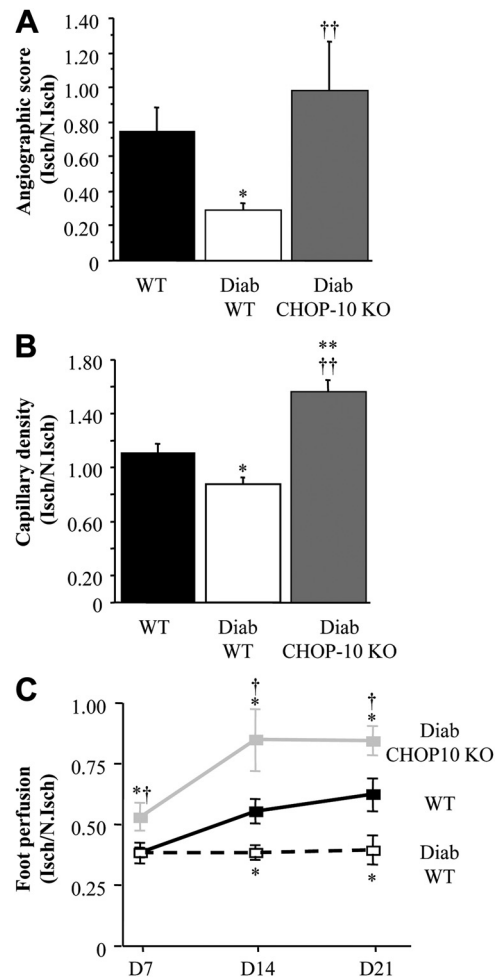 A
Angiographic score
(Isch/N.Isch)
1.40
1.20
1.00
0.80
0.60
0.40
0.20
0
*
††
WT
Diab
WT
Diab
CHOP-10 KO
B
Capillary density
(Isch/N.Isch)
1.80
1.40
1.00
0.60
0.20
0
*
**
††
WT
Diab
WT
Diab
CHOP-10 KO
C
Foot perfusion
(Isch/N.Isch)
1.00
0.75
0.50
0.25
0
*†
†
*
†
*
*
*
Diab
CHOP10 KO
WT
Diab
WT
D7
D14
D21